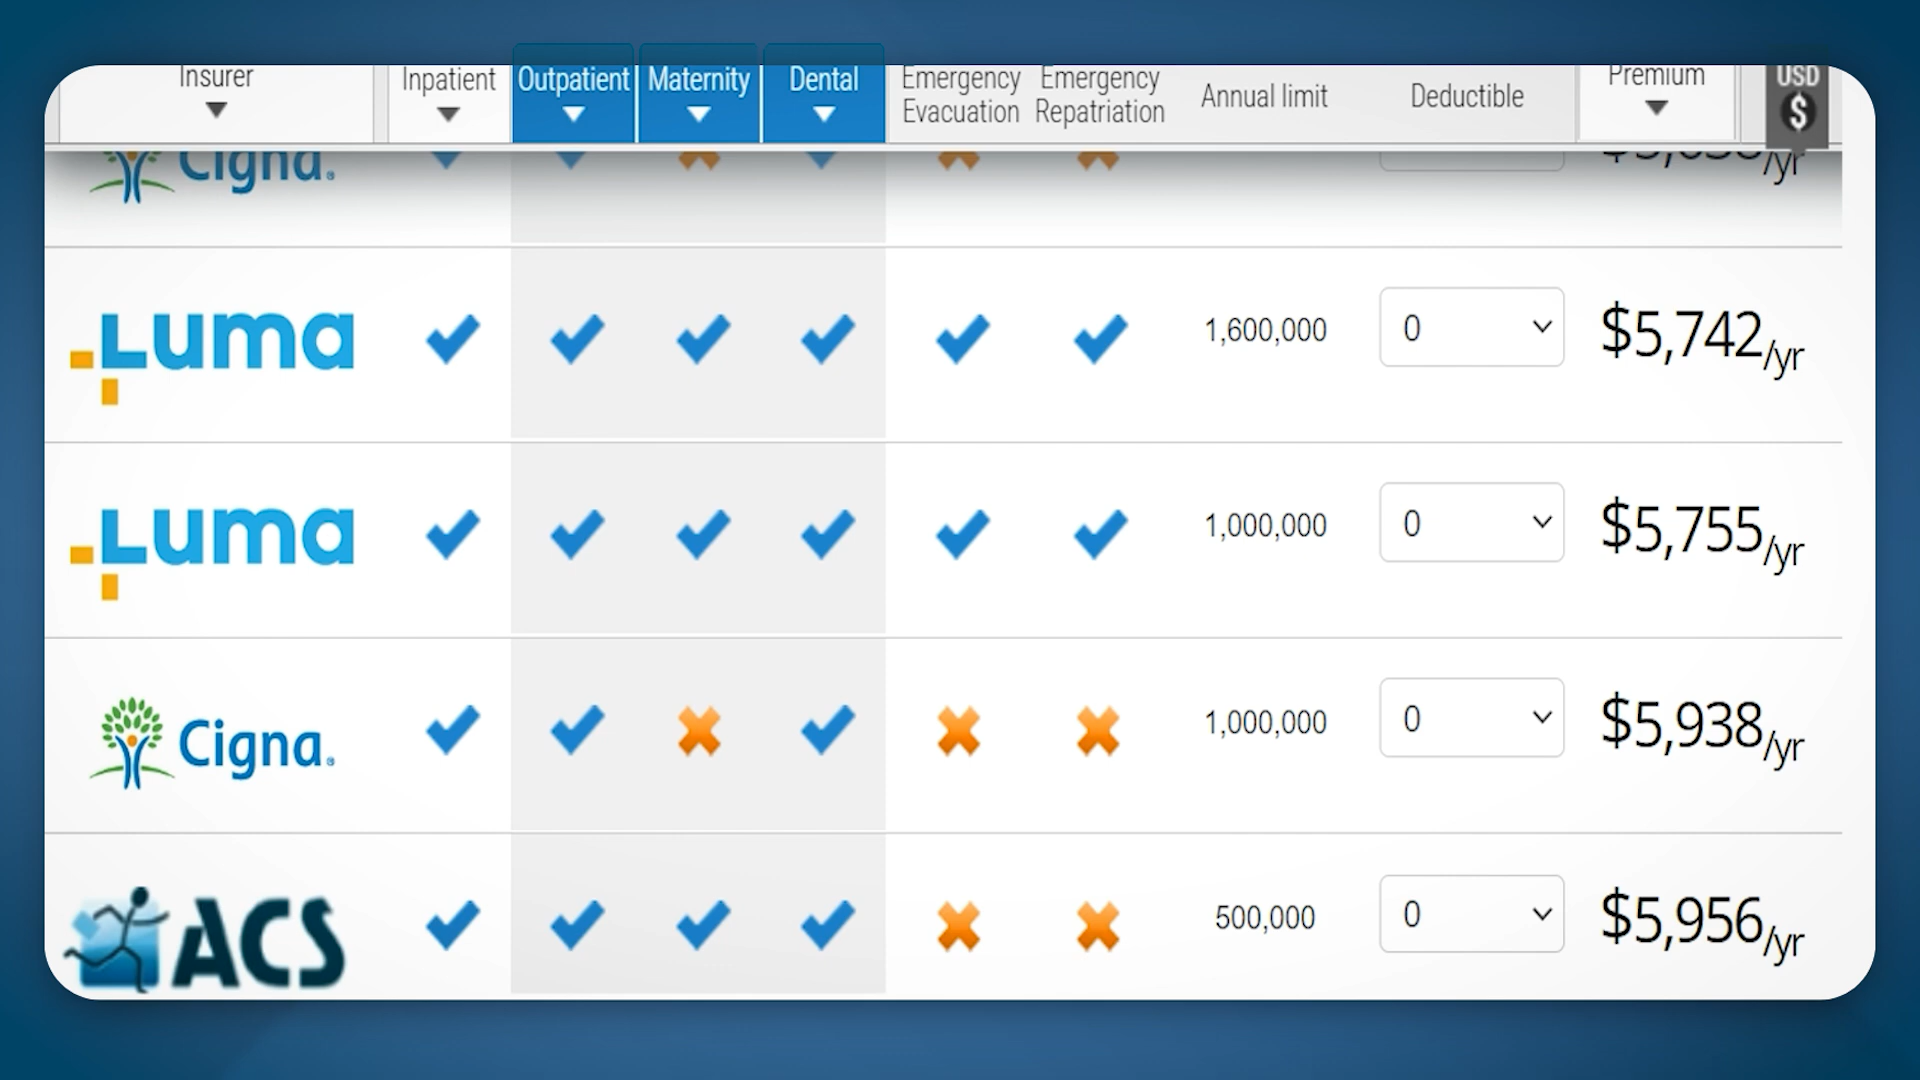 Insurer
Inpatient
Outpatient
Maternity
Dental
Emergency
Evacuation
Emergency
Repatriation
Annual limit
Deductible
Premium
USD
$
Cigna
/yr
Luma
1,600,000
0
$5,742/yr
Luma
1,000,000
0
$5,755/yr
Cigna®
1,000,000
0
$5,938/yr
ACS
500,000
0
$5,956/yr